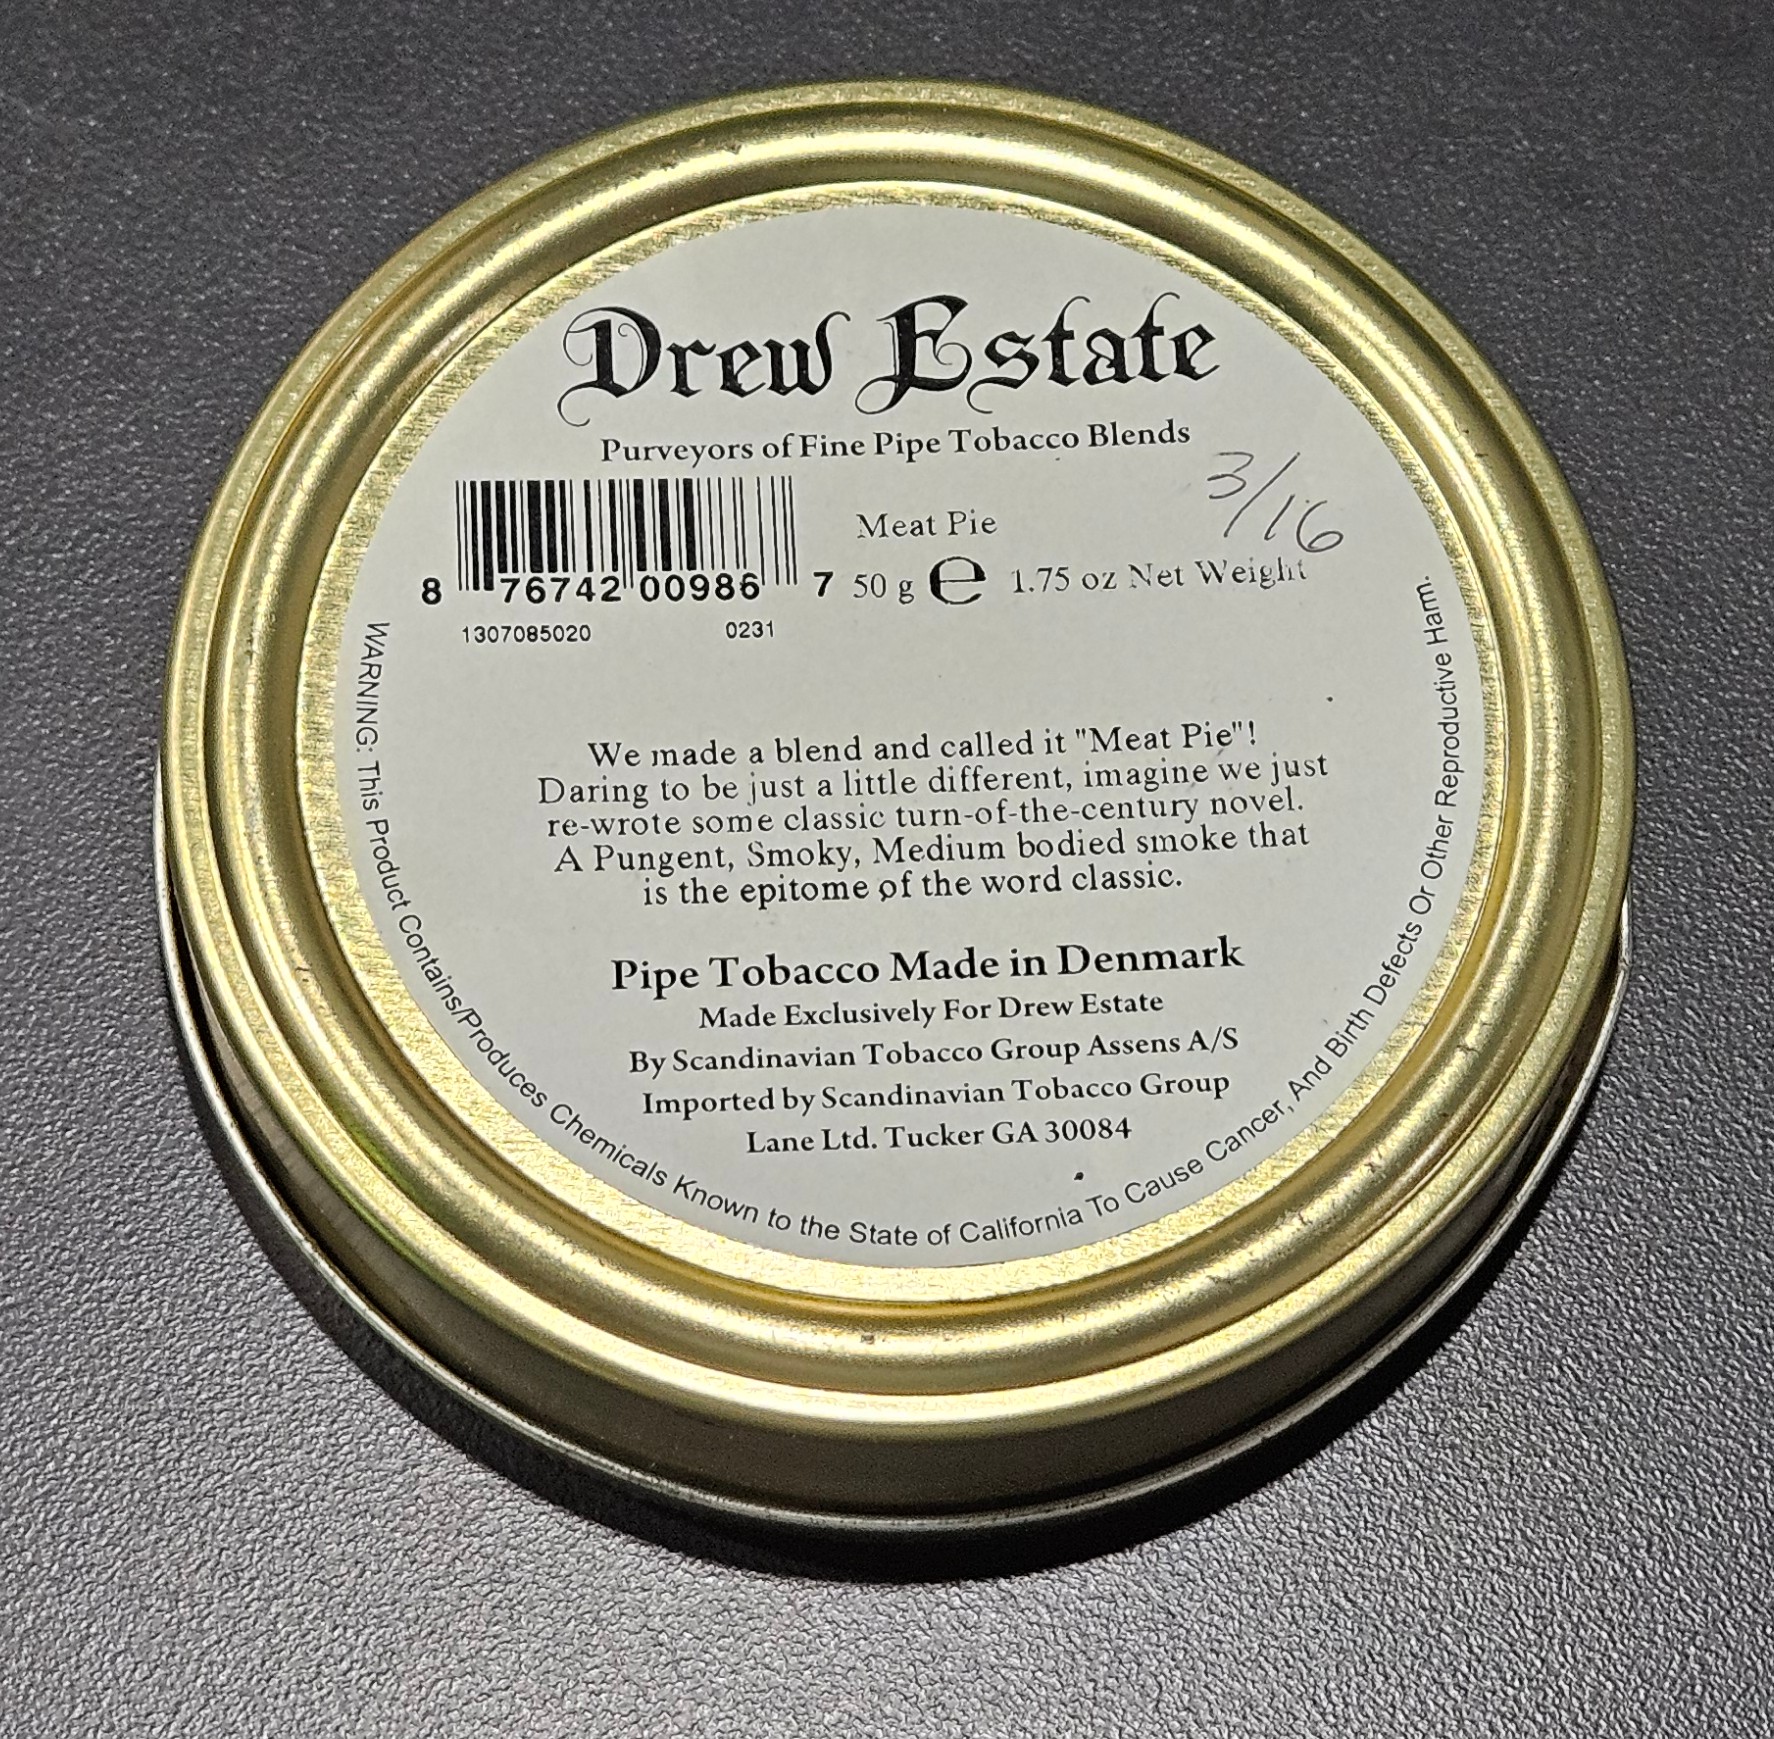 Drew Estate
Purveyors of Fine Pipe Tobacco Blends
3/16
Meat Pie
8 76742 00986 7
50 g e 1.75 oz Net Weight
1307085020 0231
We made a blend and called it "Meat Pie"!
Daring to be just a little different, imagine we just
re-wrote some classic turn-of-the-century novel.
A Pungent, Smoky, Medium bodied smoke that
is the epitome of the word classic.
Pipe Tobacco Made in Denmark
Made Exclusively For Drew Estate
By Scandinavian Tobacco Group Assens A/S
Imported by Scandinavian Tobacco Group
Lane Ltd. Tucker GA 30084
WARNING: This Product Contains/Produces Chemicals Known to the State of California To Cause Cancer, And Birth Defects Or Other Reproductive Harm.